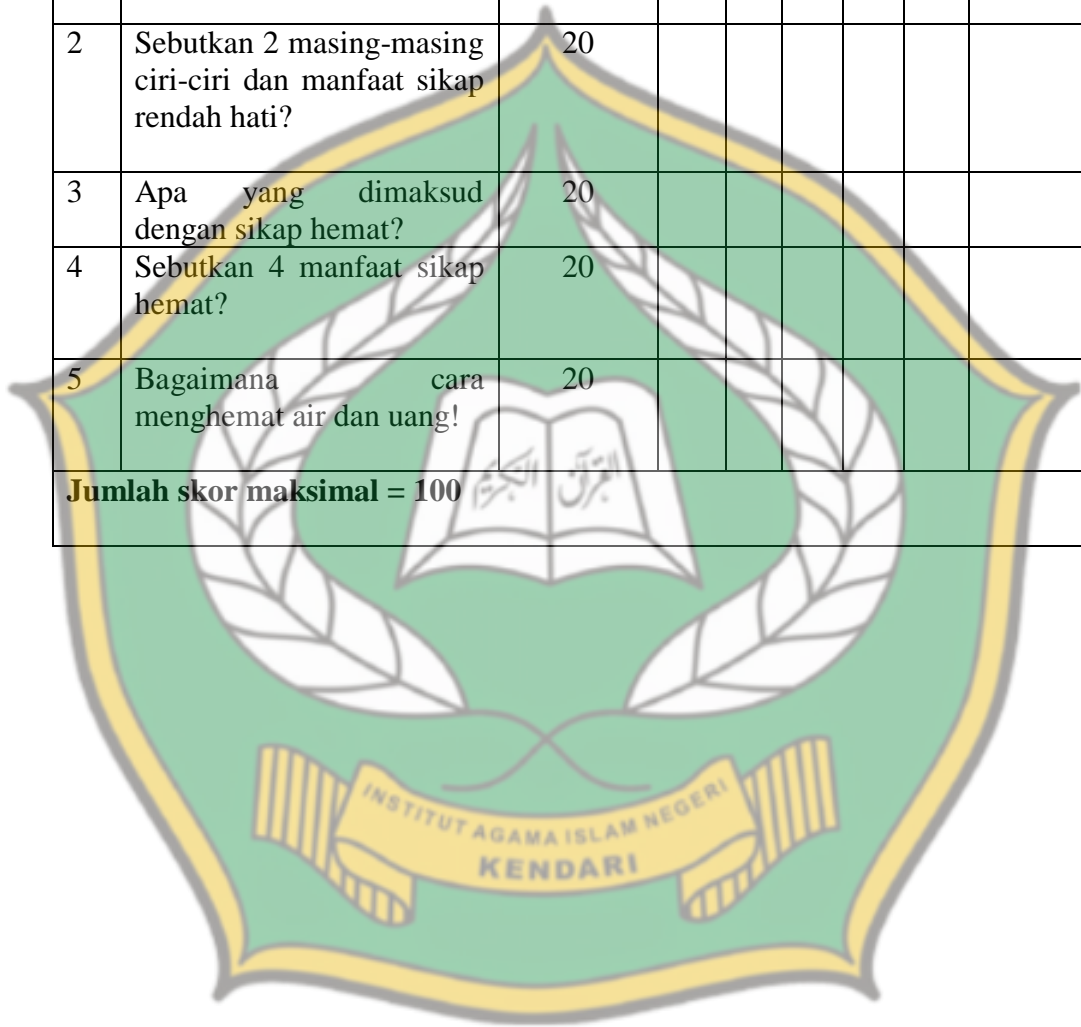 2 Sebutkan 2 masing-masing 20
ciri-ciri dan manfaat sikap
rendah hati?
3 Apa yang dimaksud 20
dengan sikap hemat?
4 Sebutkan 4 manfaat sikap 20
hemat?
5 Bagaimana cara 20
menghemat air dan uang!
Jumlah skor maksimal = 100
القرآن الكريم
INSTITUT AGAMA ISLAM NEGERI
KENDARI